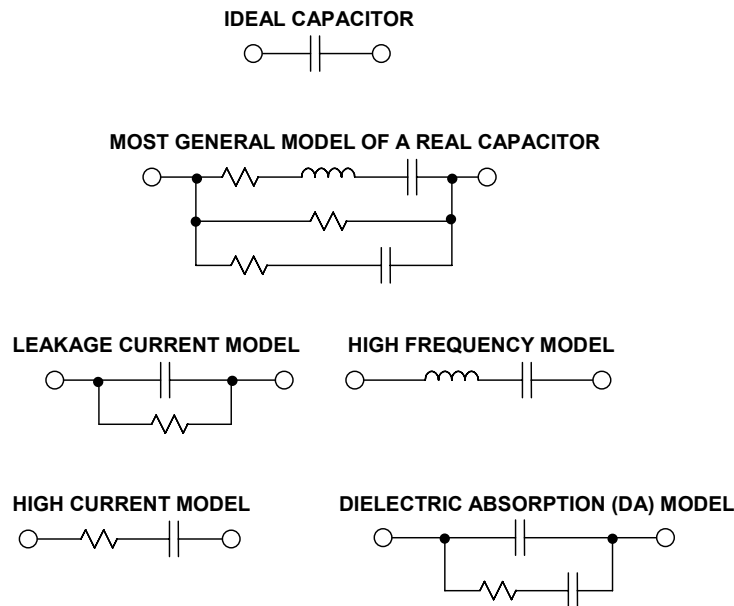 IDEAL CAPACITOR
MOST GENERAL MODEL OF A REAL CAPACITOR
LEAKAGE CURRENT MODEL
HIGH FREQUENCY MODEL
HIGH CURRENT MODEL
DIELECTRIC ABSORPTION (DA) MODEL